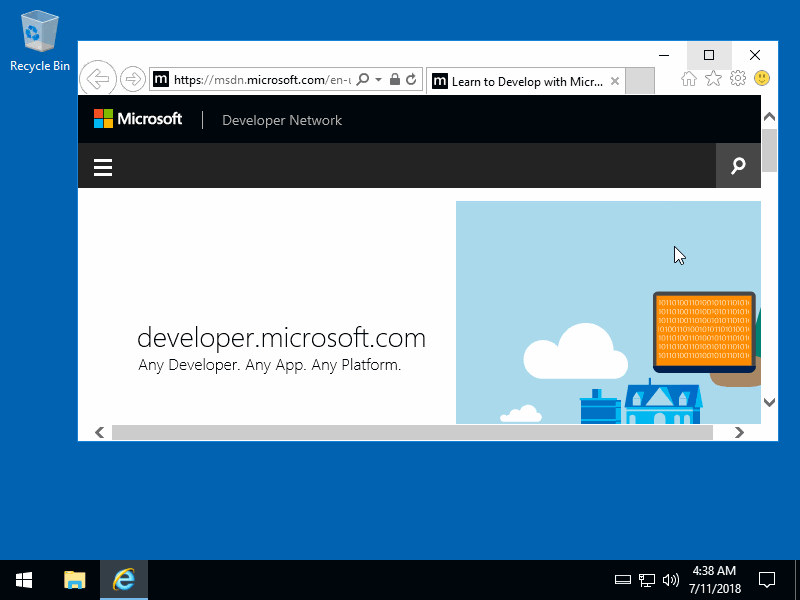 Recycle Bin
https://msdn.microsoft.com/en-u
m Learn to Develop with Micr...
Microsoft
Developer Network
developer.microsoft.com
Any Developer. Any App. Any Platform.
4:38 AM
7/11/2018